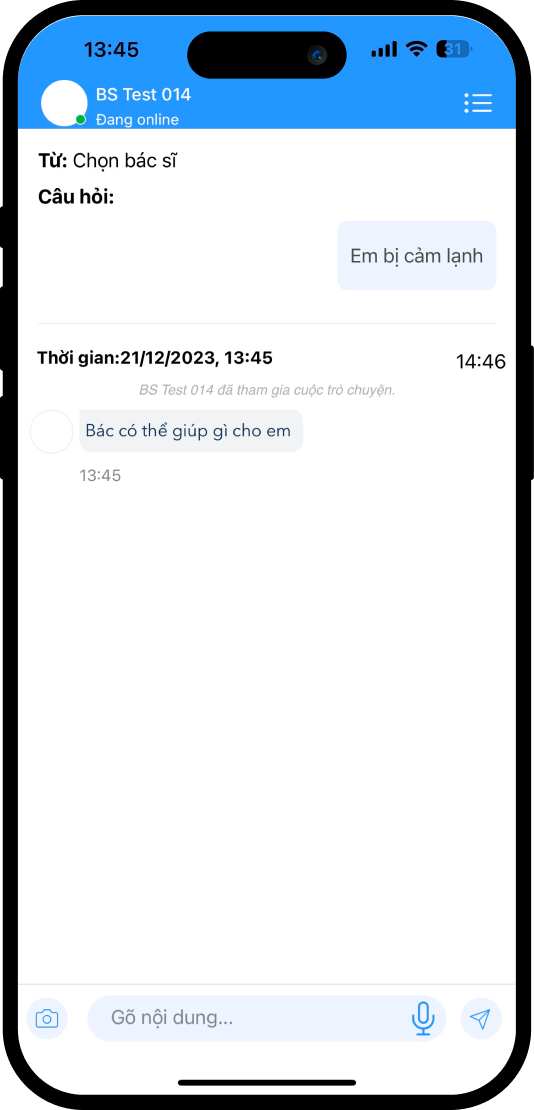 13:45
31
BS Test 014
Đang online
Từ: Chọn bác sĩ
Câu hỏi:
Em bị cảm lạnh
Thời gian:21/12/2023, 13:45
14:46
BS Test 014 đã tham gia cuộc trò chuyện.
Bác có thể giúp gì cho em
13:45
Gõ nội dung...